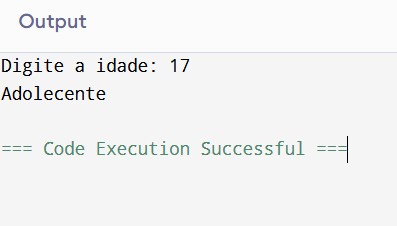 Output
Digite a idade: 17
Adolecente
=== Code Execution Successful ===